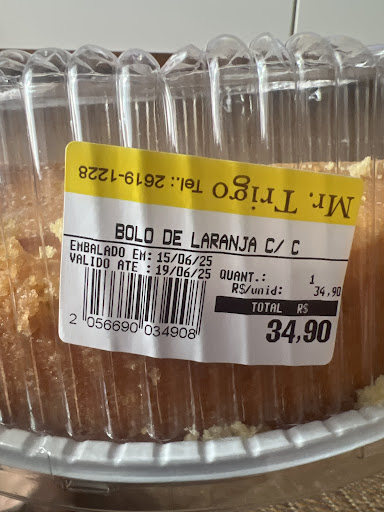 Mr. Trigo Tel.: 2619-1228
BOLO DE LARANJA C/ C
EMBALADO EM: 15/06/25
VALIDO ATE : 19/06/25
QUANT.: 1
R$/unid: 34,90
TOTAL R$
34,90
2 056690 034908